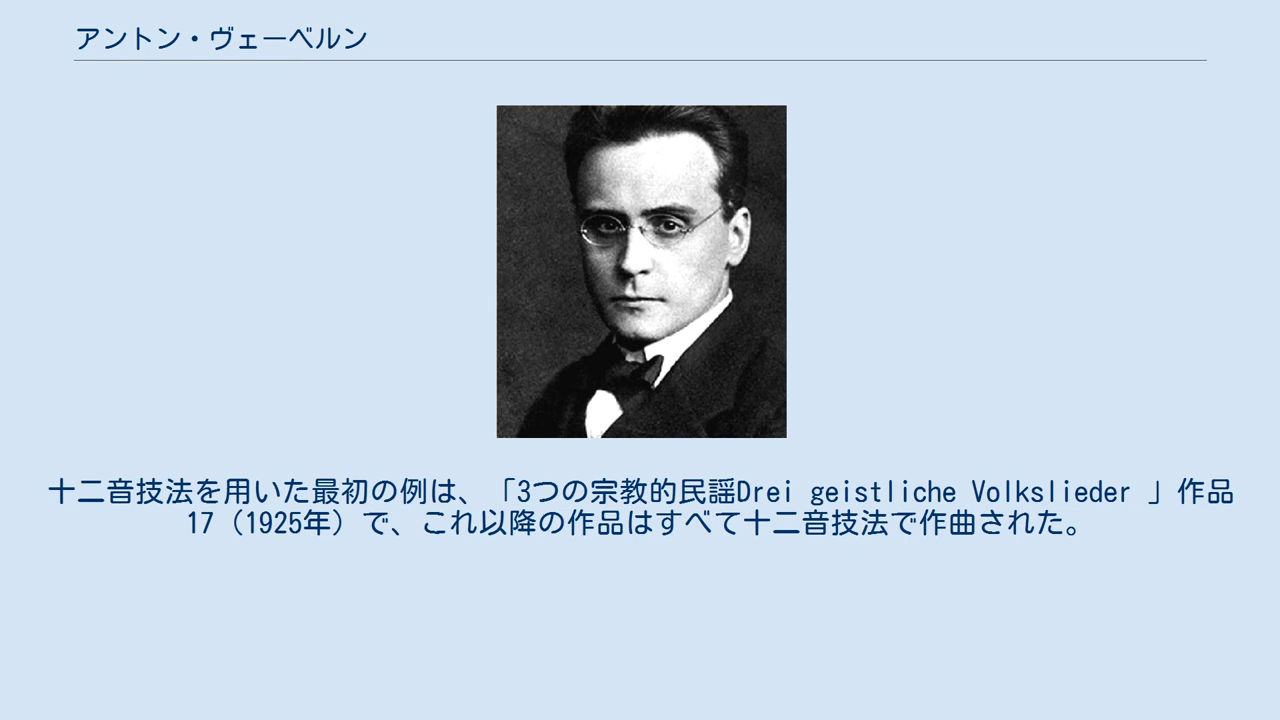 アントン・ヴェーベルン
十二音技法を用いた最初の例は、「3つの宗教的民謡Drei geistliche Volkslieder 」作品
17（1925年）で、これ以降の作品はすべて十二音技法で作曲された。